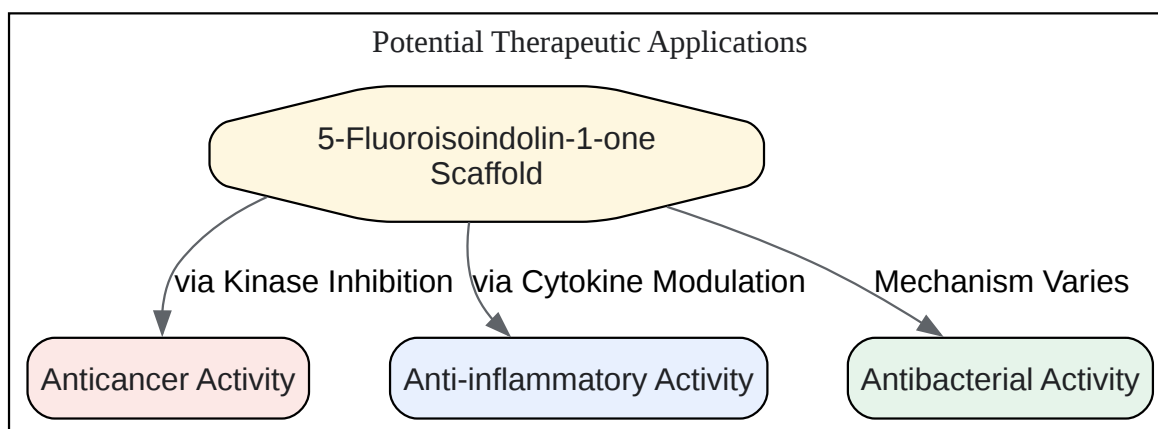 Potential Therapeutic Applications
5-Fluoroisoindolin-1-one
Scaffold
via Kinase Inhibition
via Cytokine Modulation
Mechanism Varies
Anticancer Activity
Anti-inflammatory Activity
Antibacterial Activity